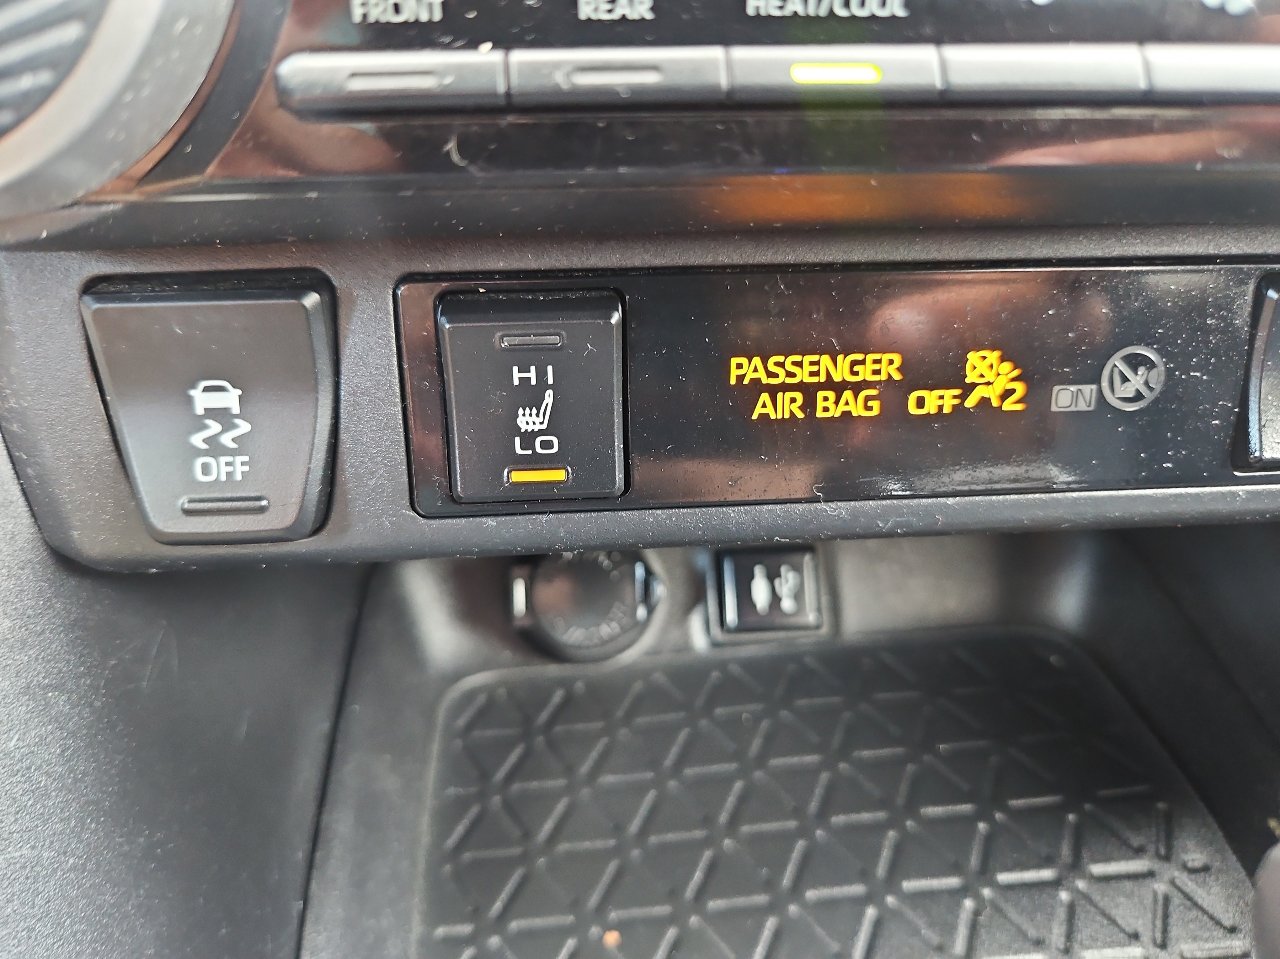 FRONT
REAR
HEAT/COOL
OFF
HI
LO
PASSENGER
AIR BAG OFF 2 ON